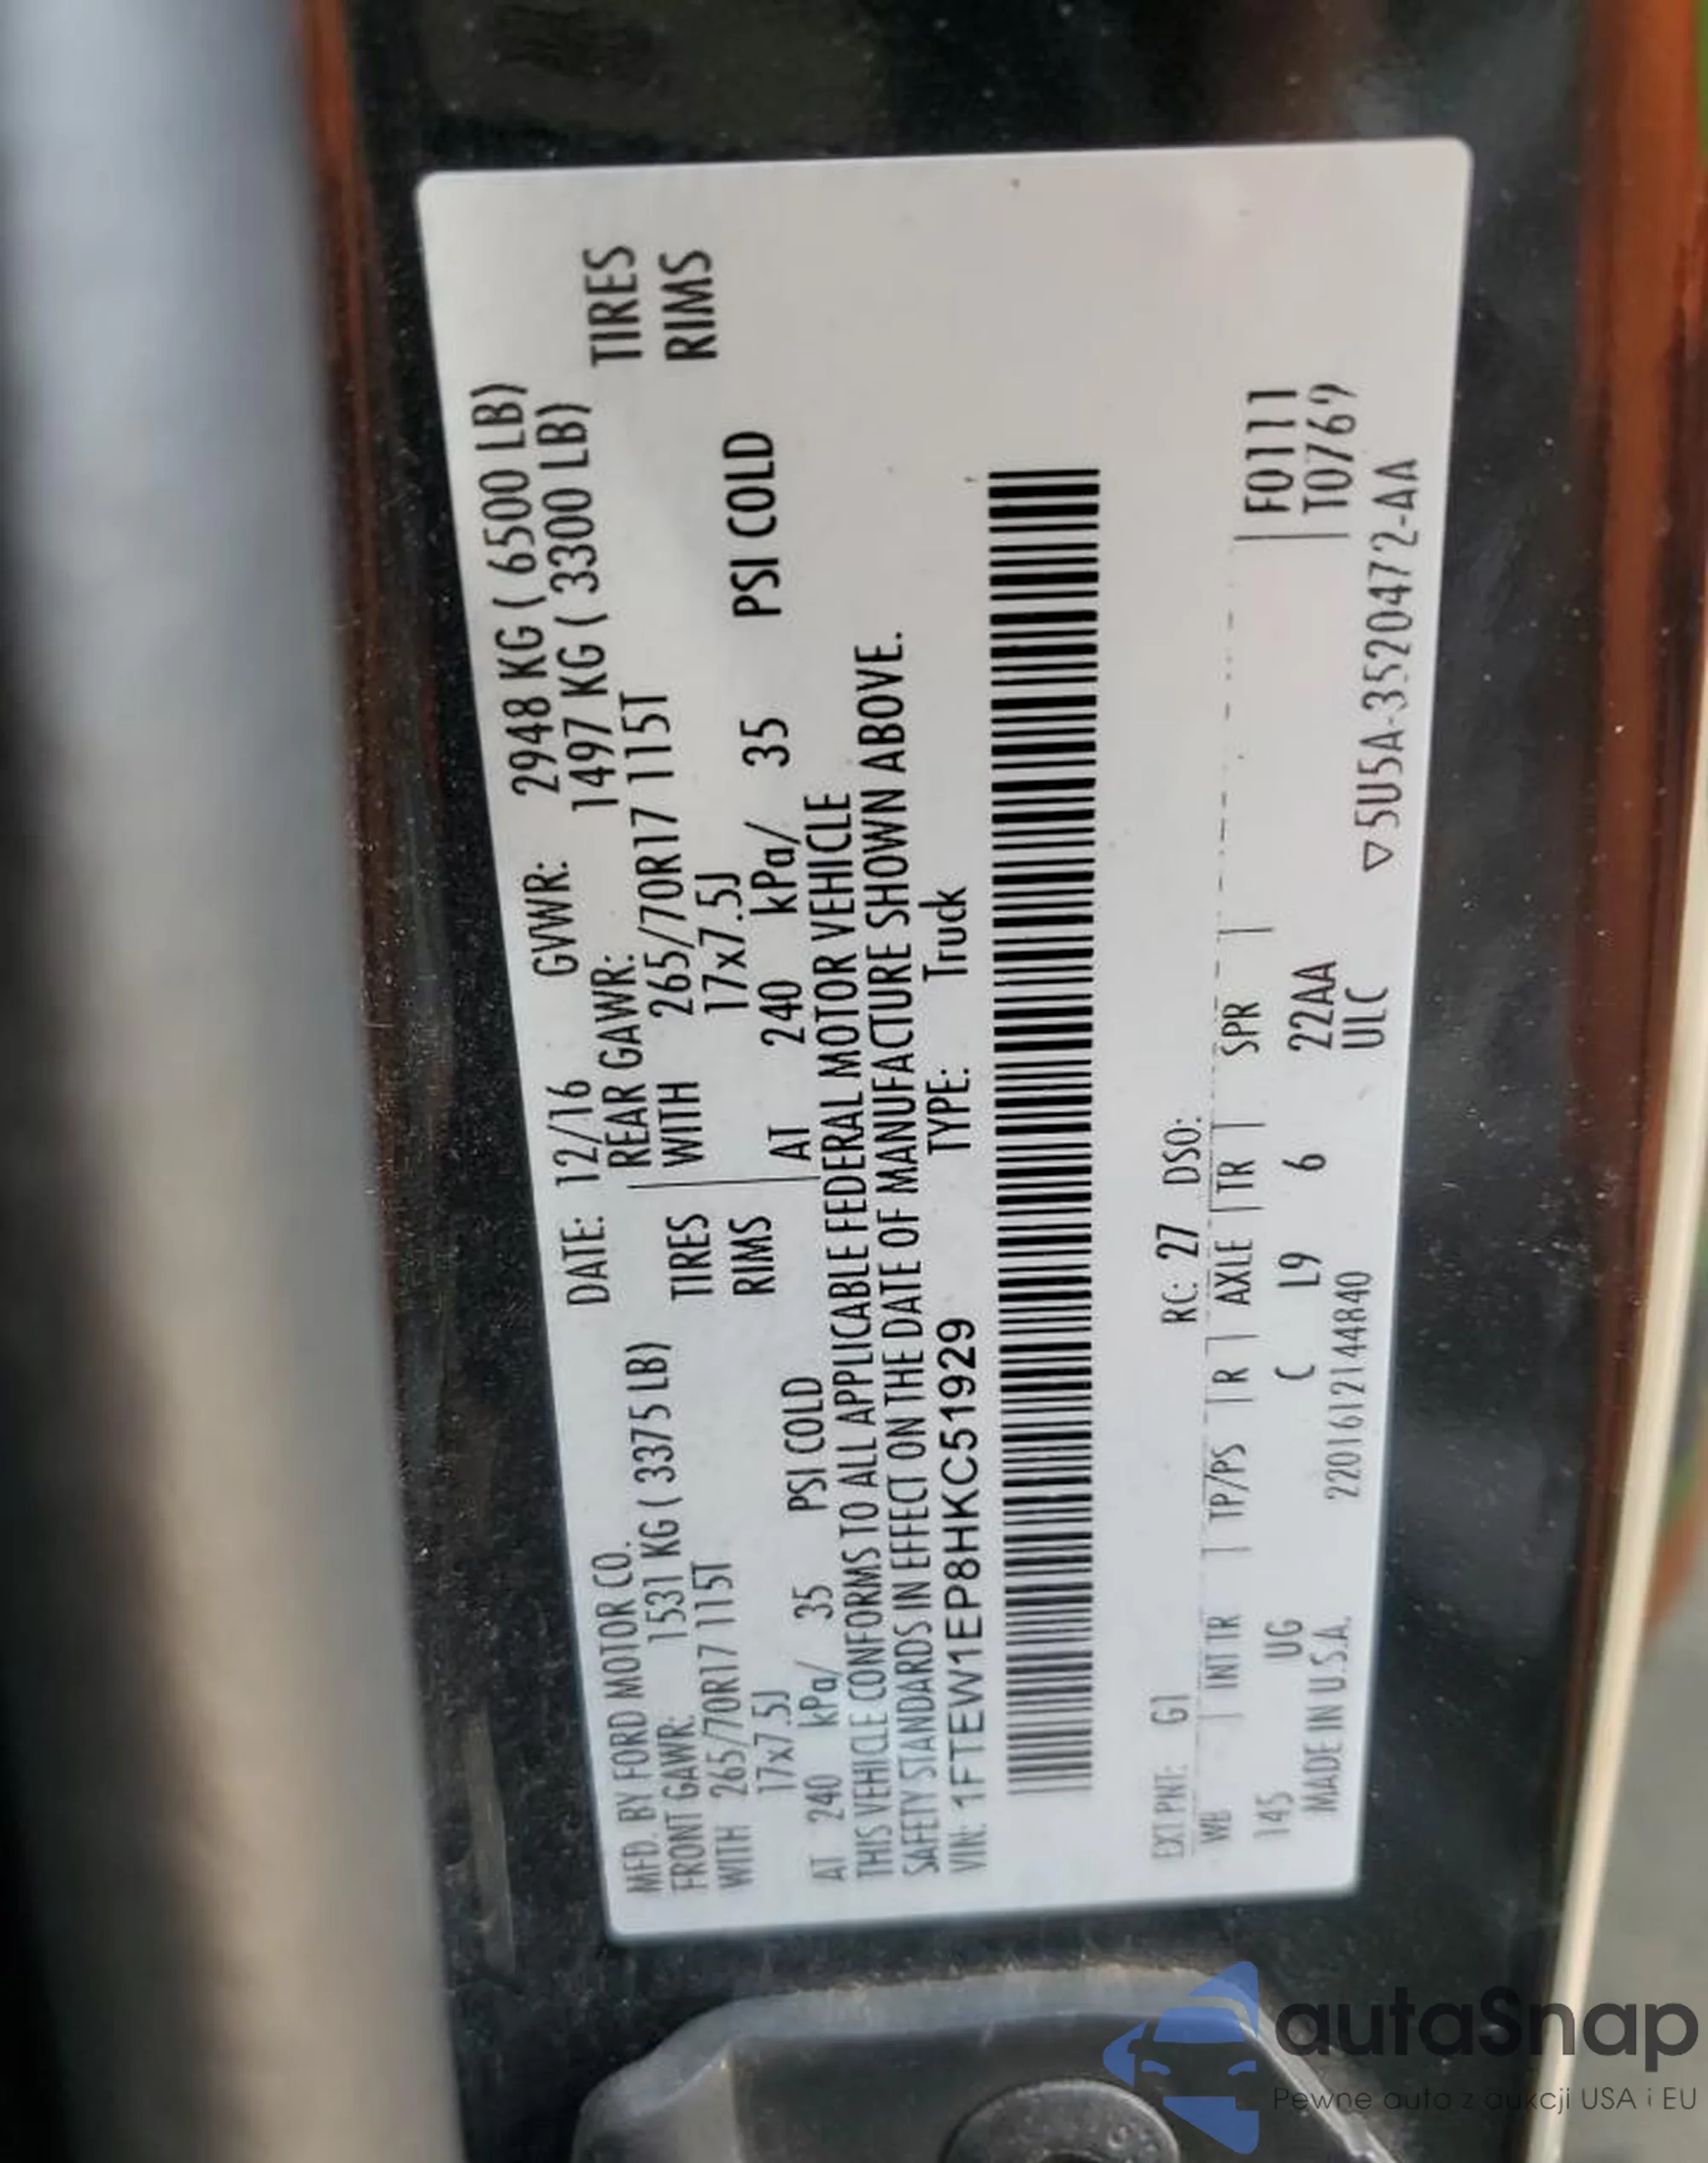 MFD. BY FORD MOTOR CO. DATE: 12/16 GVWR: 2948 KG ( 6500 LB)
FRONT GAWR: 1531 KG ( 3375 LB) REAR GAWR: 1497 KG ( 3300 LB)
WITH 265/70R17 115T TIRES WITH 265/70R17 115T TIRES
17x7.5J RIMS 17x7.5J RIMS
AT 240 kPa/ 35 PSI COLD AT 240 kPa/ 35 PSI COLD
THIS VEHICLE CONFORMS TO ALL APPLICABLE FEDERAL MOTOR VEHICLE
SAFETY STANDARDS IN EFFECT ON THE DATE OF MANUFACTURE SHOWN ABOVE.
VIN: 1FTEW1EP8HKC51929 TYPE: Truck
EXT PNT: G1 RC: 27 DSO:
WB INT TR TP/PS R AXLE TR SPR F0111
145 UG C L9 6 22AA T0769
MADE IN U.S.A. 2201612144840 ULC
▽5U5A-3520472-AA
autaSnap
Pewne auta z aukcji USA i EU